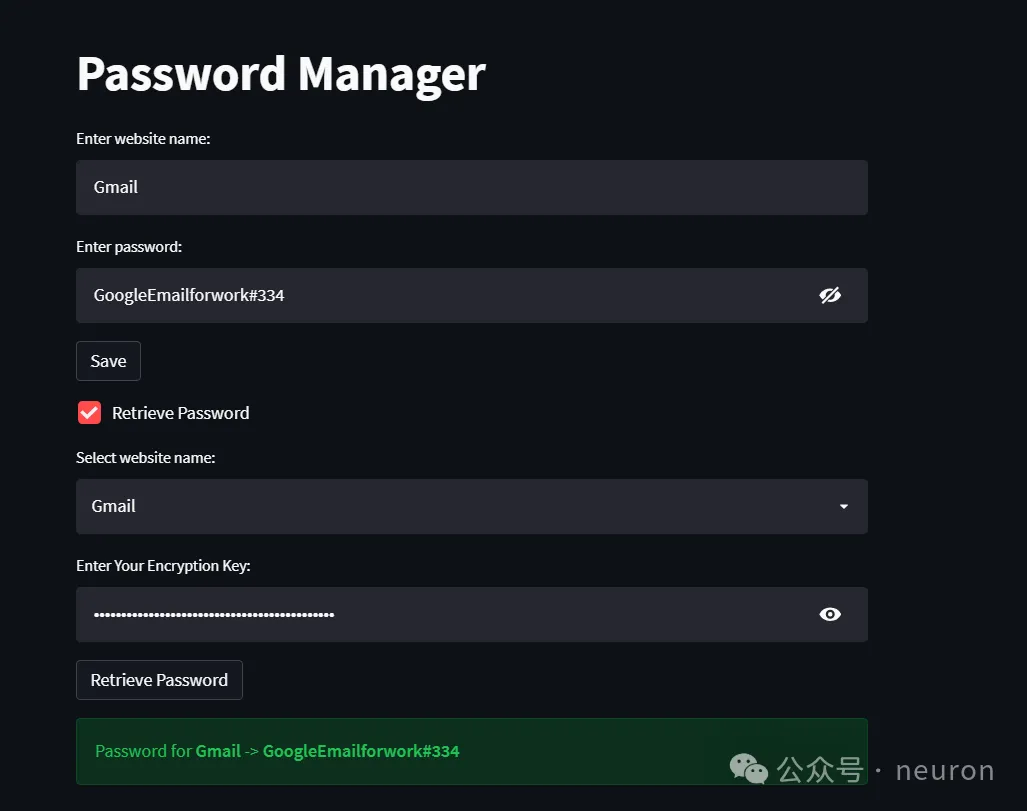 Password Manager
Enter website name:
Gmail
Enter password:
GoogleEmailforwork#334
Save
Retrieve Password
Select website name:
Gmail
Enter Your Encryption Key:
••••••••••••••••••••••••••••••••••••••••••••
Retrieve Password
Password for Gmail -> GoogleEmailforwork#334
公众号 · neuron